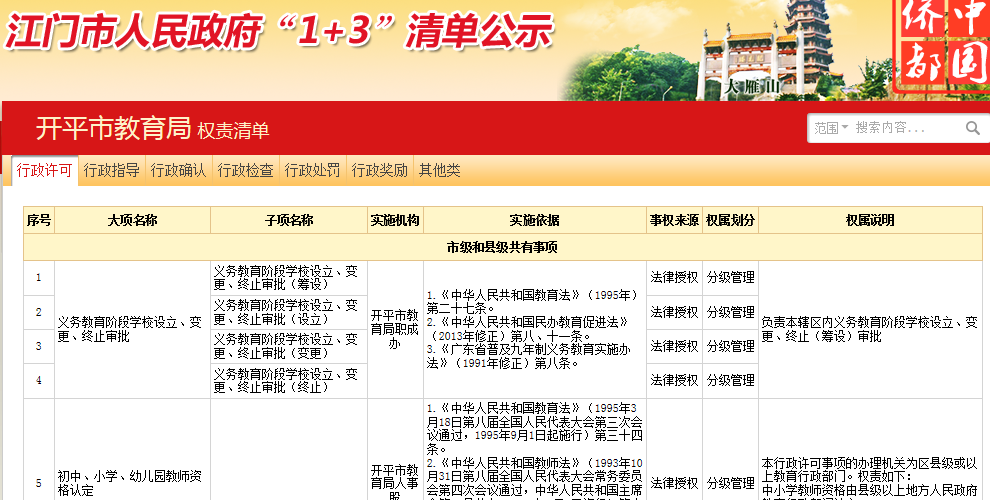 江门市人民政府“1+3”清单公示
大雁山
中国
侨都
开平市教育局 权责清单
范围 搜索内容...
行政许可 行政指导 行政确认 行政检查 行政处罚 行政奖励 其他类
序号 大项名称 子项名称 实施机构 实施依据 事权来源 权属划分 权属说明
市级和县级共有事项
1
2
3
4
义务教育阶段学校设立、变
更、终止审批
义务教育阶段学校设立、变
更、终止审批（筹设）
义务教育阶段学校设立、变
更、终止审批（设立）
义务教育阶段学校设立、变
更、终止审批（变更）
义务教育阶段学校设立、变
更、终止审批（终止）
开平市教
育局职成
办
1.《中华人民共和国教育法》（1995年）
第二十七条。
2.《中华人民共和国民办教育促进法》
（2013年修正）第八、十一条。
3.《广东省普及九年制义务教育实施办
法》（1991年修正）第八条。
法律授权 分级管理
法律授权 分级管理
法律授权 分级管理
法律授权 分级管理
负责本辖区内义务教育阶段学校设立、变
更、终止（筹设）审批
5
初中、小学、幼儿园教师资
格认定
开平市教
育局人事
股
1.《中华人民共和国教育法》（1995年3
月18日第八届全国人民代表大会第三次会
议通过，1995年9月1日起施行）第三十四
条。
2.《中华人民共和国教师法》（1993年10
月31日第八届全国人民代表大会常务委员
会第四次会议通过，中华人民共和国主席
法律授权 分级管理
本行政许可事项的办理机关为区县级或以
上教育行政部门。权责如下：
中小学教师资格由县级以上地方人民政府